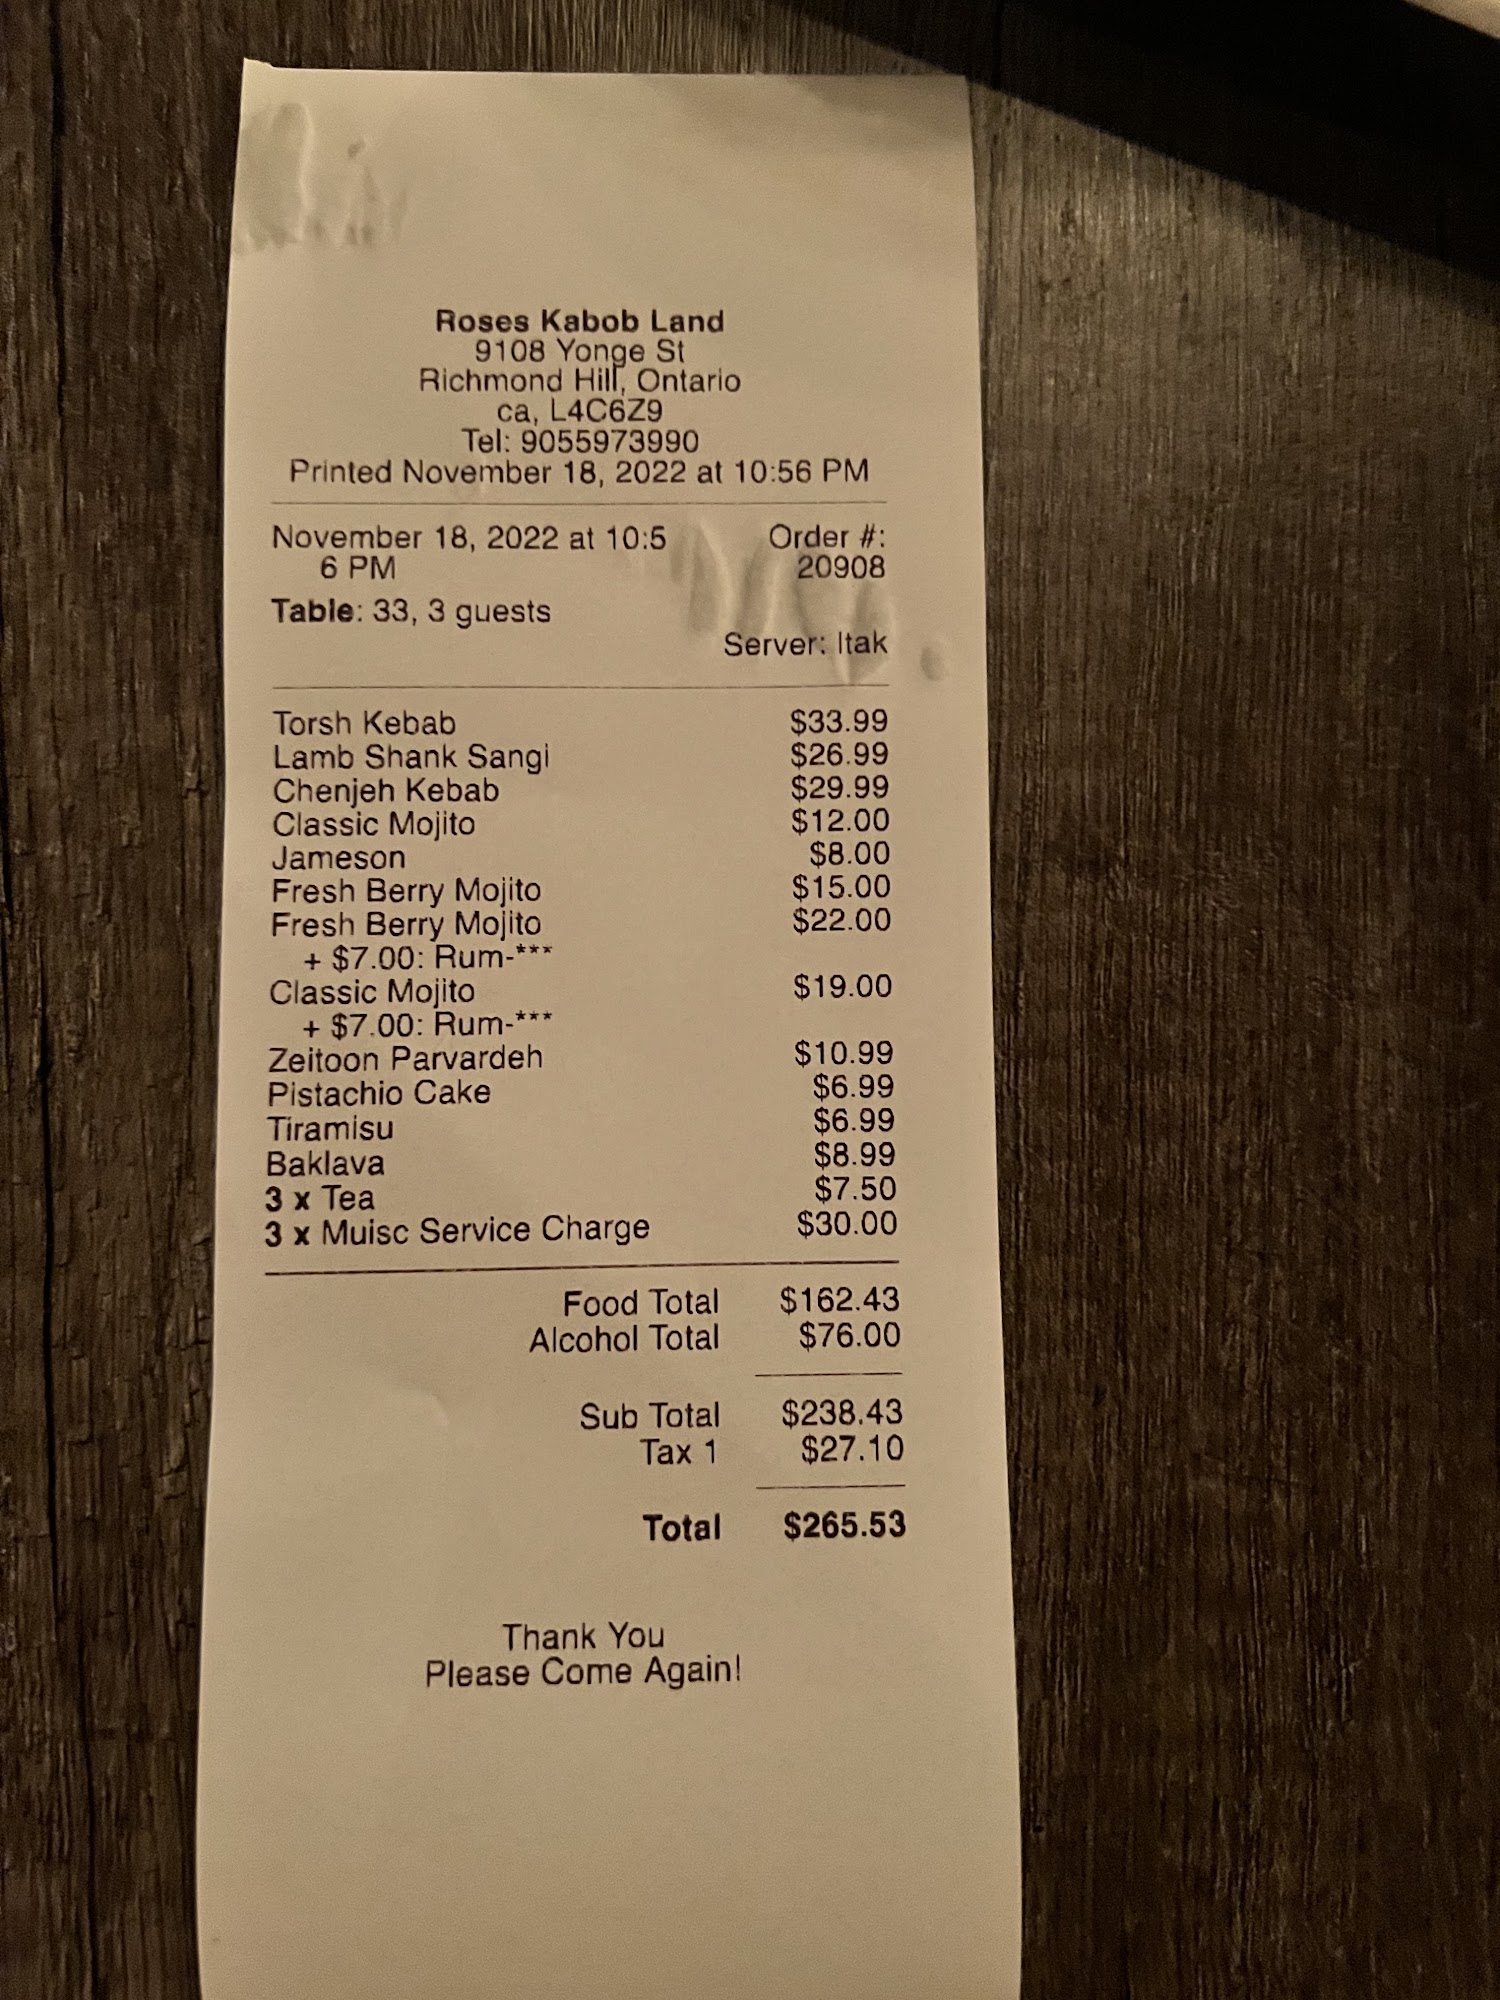 Roses Kabob Land
9108 Yonge St
Richmond Hill, Ontario
ca, L4C6Z9
Tel: 9055973990
Printed November 18, 2022 at 10:56 PM
November 18, 2022 at 10:5 Order #:
6 PM 20908
Table: 33, 3 guests
Server: Itak
Torsh Kebab $33.99
Lamb Shank Sangi $26.99
Chenjeh Kebab $29.99
Classic Mojito $12.00
Jameson $8.00
Fresh Berry Mojito $15.00
Fresh Berry Mojito $22.00
+ $7.00: Rum-***
Classic Mojito $19.00
+ $7.00: Rum-***
Zeitoon Parvardeh $10.99
Pistachio Cake $6.99
Tiramisu $6.99
Baklava $8.99
3 x Tea $7.50
3 x Muisc Service Charge $30.00
Food Total $162.43
Alcohol Total $76.00
Sub Total $238.43
Tax 1 $27.10
Total $265.53
Thank You
Please Come Again!